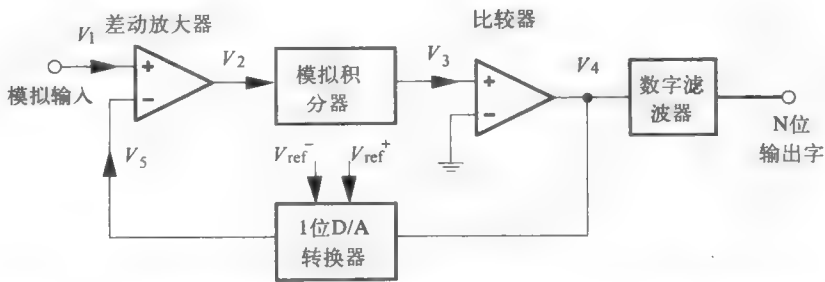 差动放大器
比较器
V1
+
−
V2
模拟积
分器
V3
+
−
V4
数字滤
波器
模拟输入
N位
输出字
V5
Vref−
Vref+
1位D/A
转换器